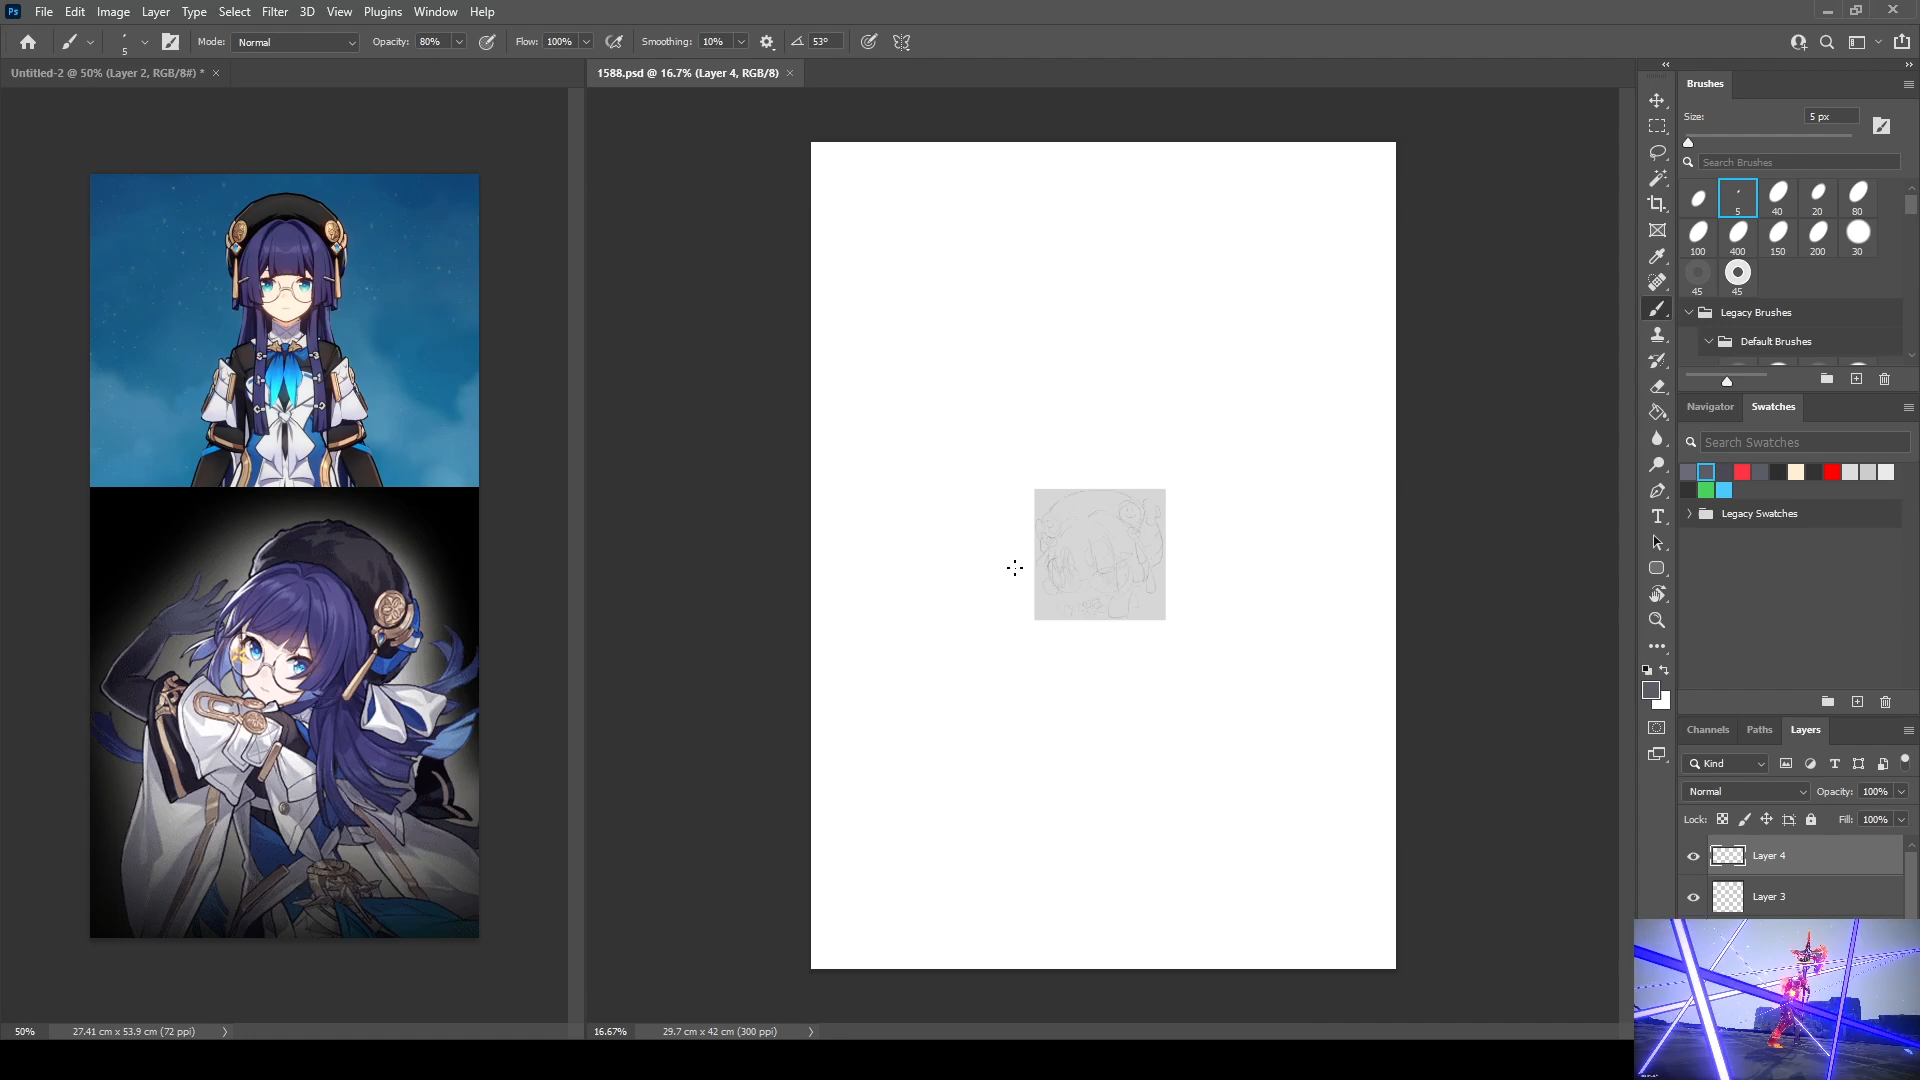 Ps File Edit Image Layer Type Select Filter 3D View Plugins Window Help
5 Mode: Normal Opacity: 80% Flow: 100% Smoothing: 10% 53°
Untitled-2 @ 50% (Layer 2, RGB/8#) * ×
1588.psd @ 16.7% (Layer 4, RGB/8) ×
Brushes
Size: 5 px
Search Brushes
5 40 20 80
100 400 150 200 30
45 45
Legacy Brushes
Default Brushes
Navigator Swatches
Search Swatches
Legacy Swatches
Channels Paths Layers
Kind
Normal Opacity: 100%
Lock: Fill: 100%
Layer 4
Layer 3
50% 27.41 cm x 53.9 cm (72 ppi)
16.67% 29.7 cm x 42 cm (300 ppi)